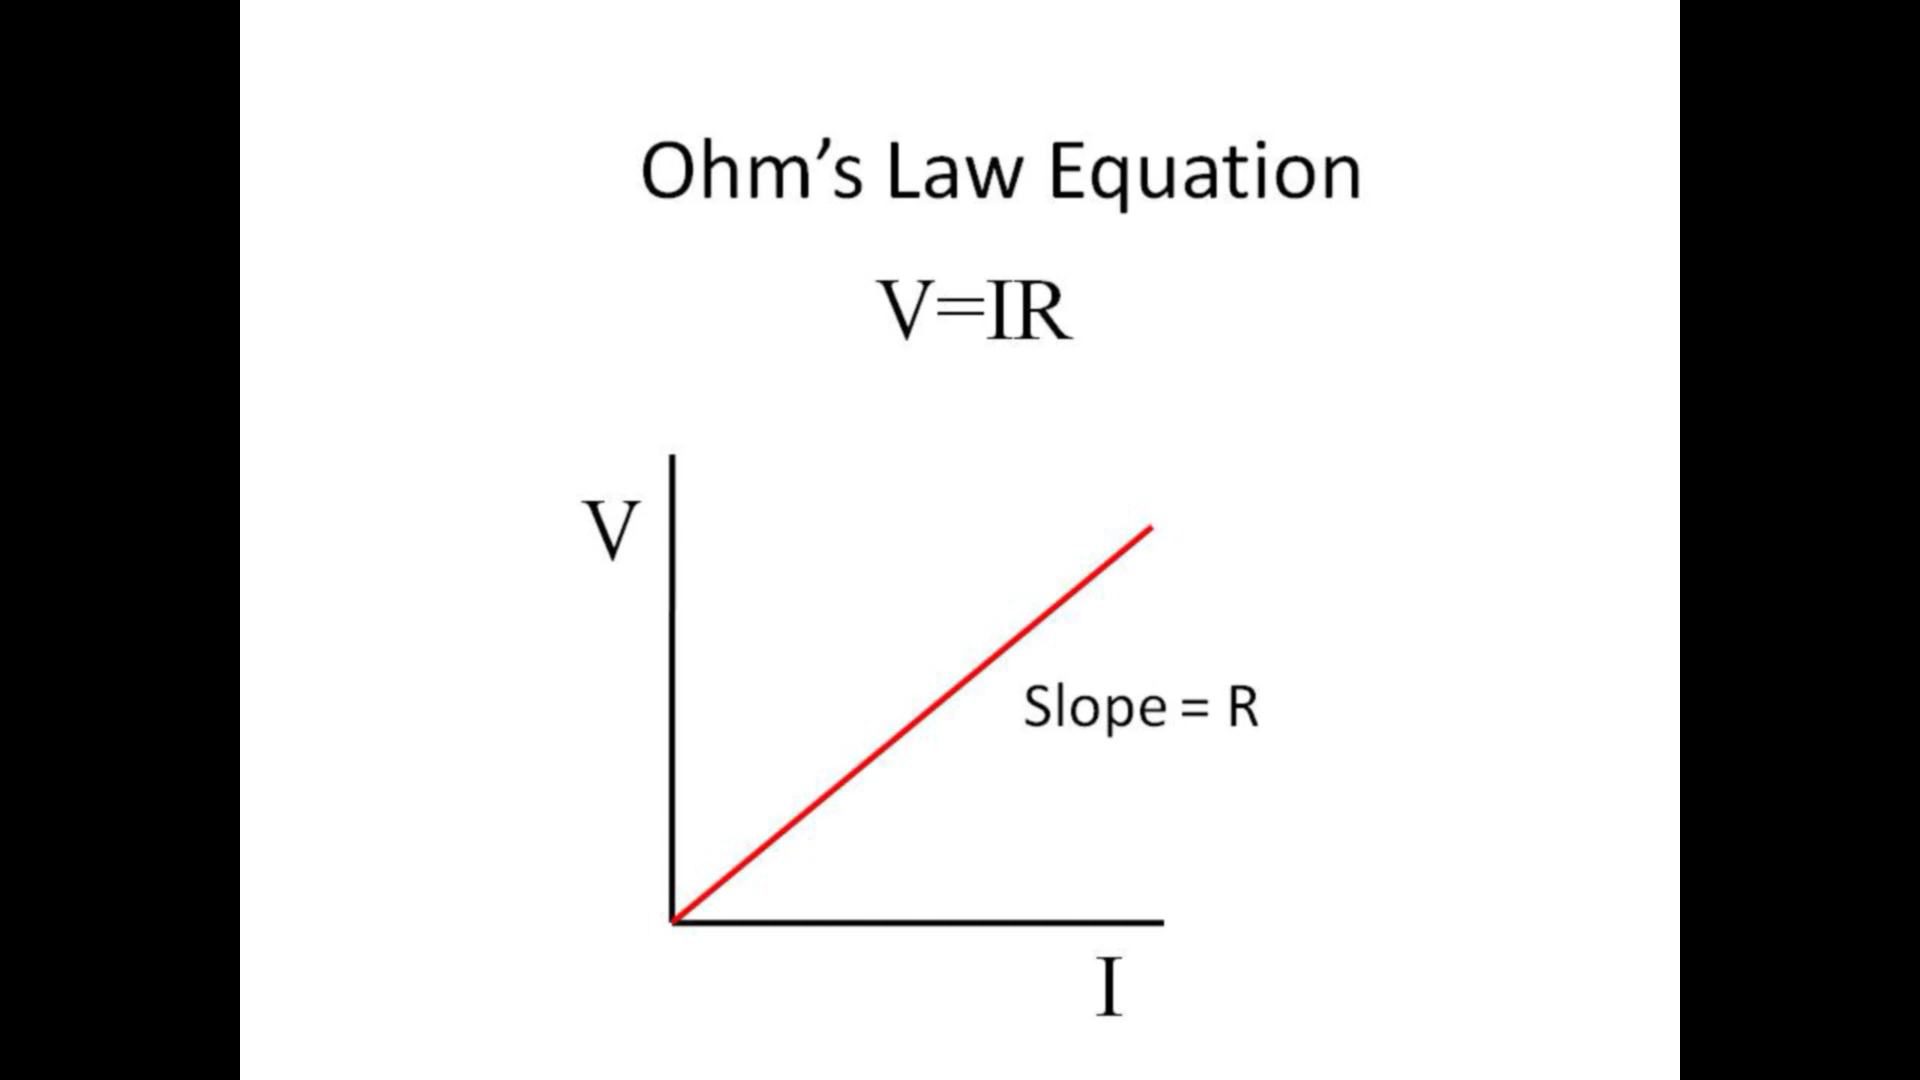 Ohm’s Law Equation
V=IR
V
Slope = R
I